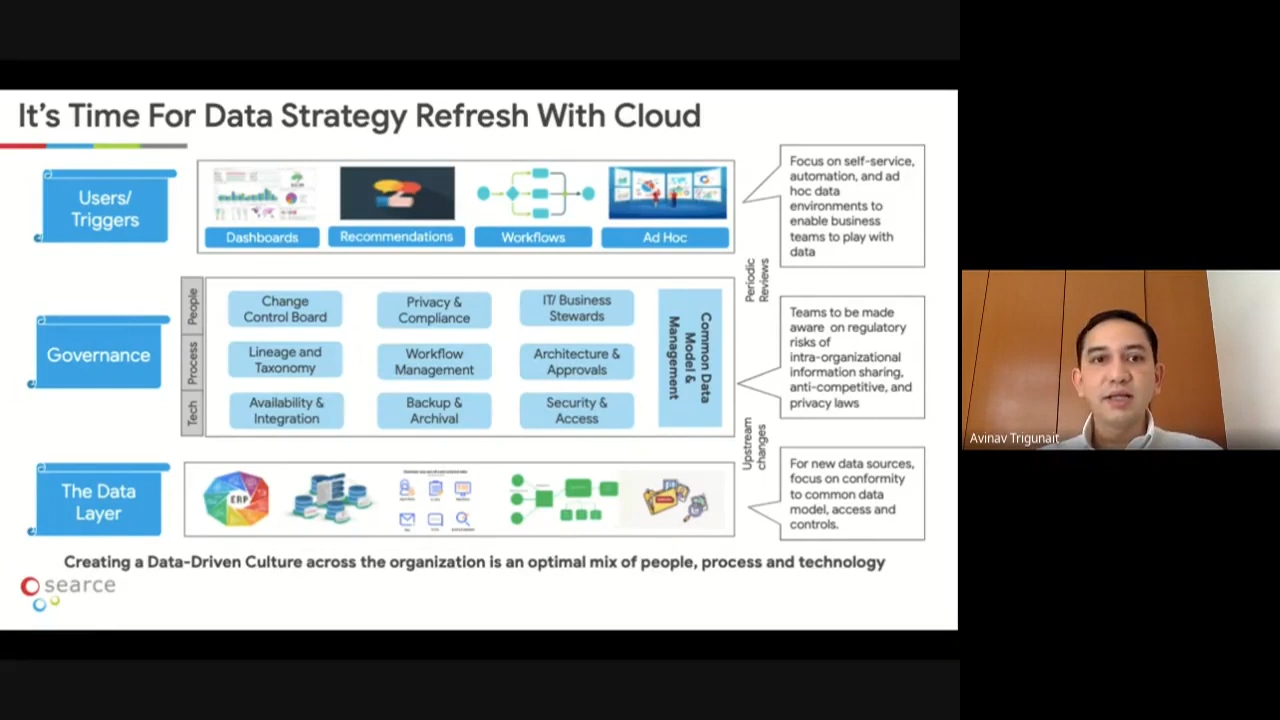 It's Time For Data Strategy Refresh With Cloud
Users/
Triggers
Dashboards
Recommendations
Workflows
Ad Hoc
Focus on self-service,
automation, and ad
hoc data
environments to
enable business
teams to play with
data
Periodic
Reviews
Governance
People
Process
Tech
Change
Control Board
Privacy &
Compliance
IT/ Business
Stewards
Lineage and
Taxonomy
Workflow
Management
Architecture &
Approvals
Availability &
Integration
Backup &
Archival
Security &
Access
Common Data
Model &
Management
Teams to be made
aware on regulatory
risks of
intra-organizational
information sharing,
anti-competitive, and
privacy laws
Upstream
changes
The Data
Layer
ERP
For new data sources,
focus on conformity
to common data
model, access and
controls.
Creating a Data-Driven Culture across the organization is an optimal mix of people, process and technology
searce
Avinav Trigunait